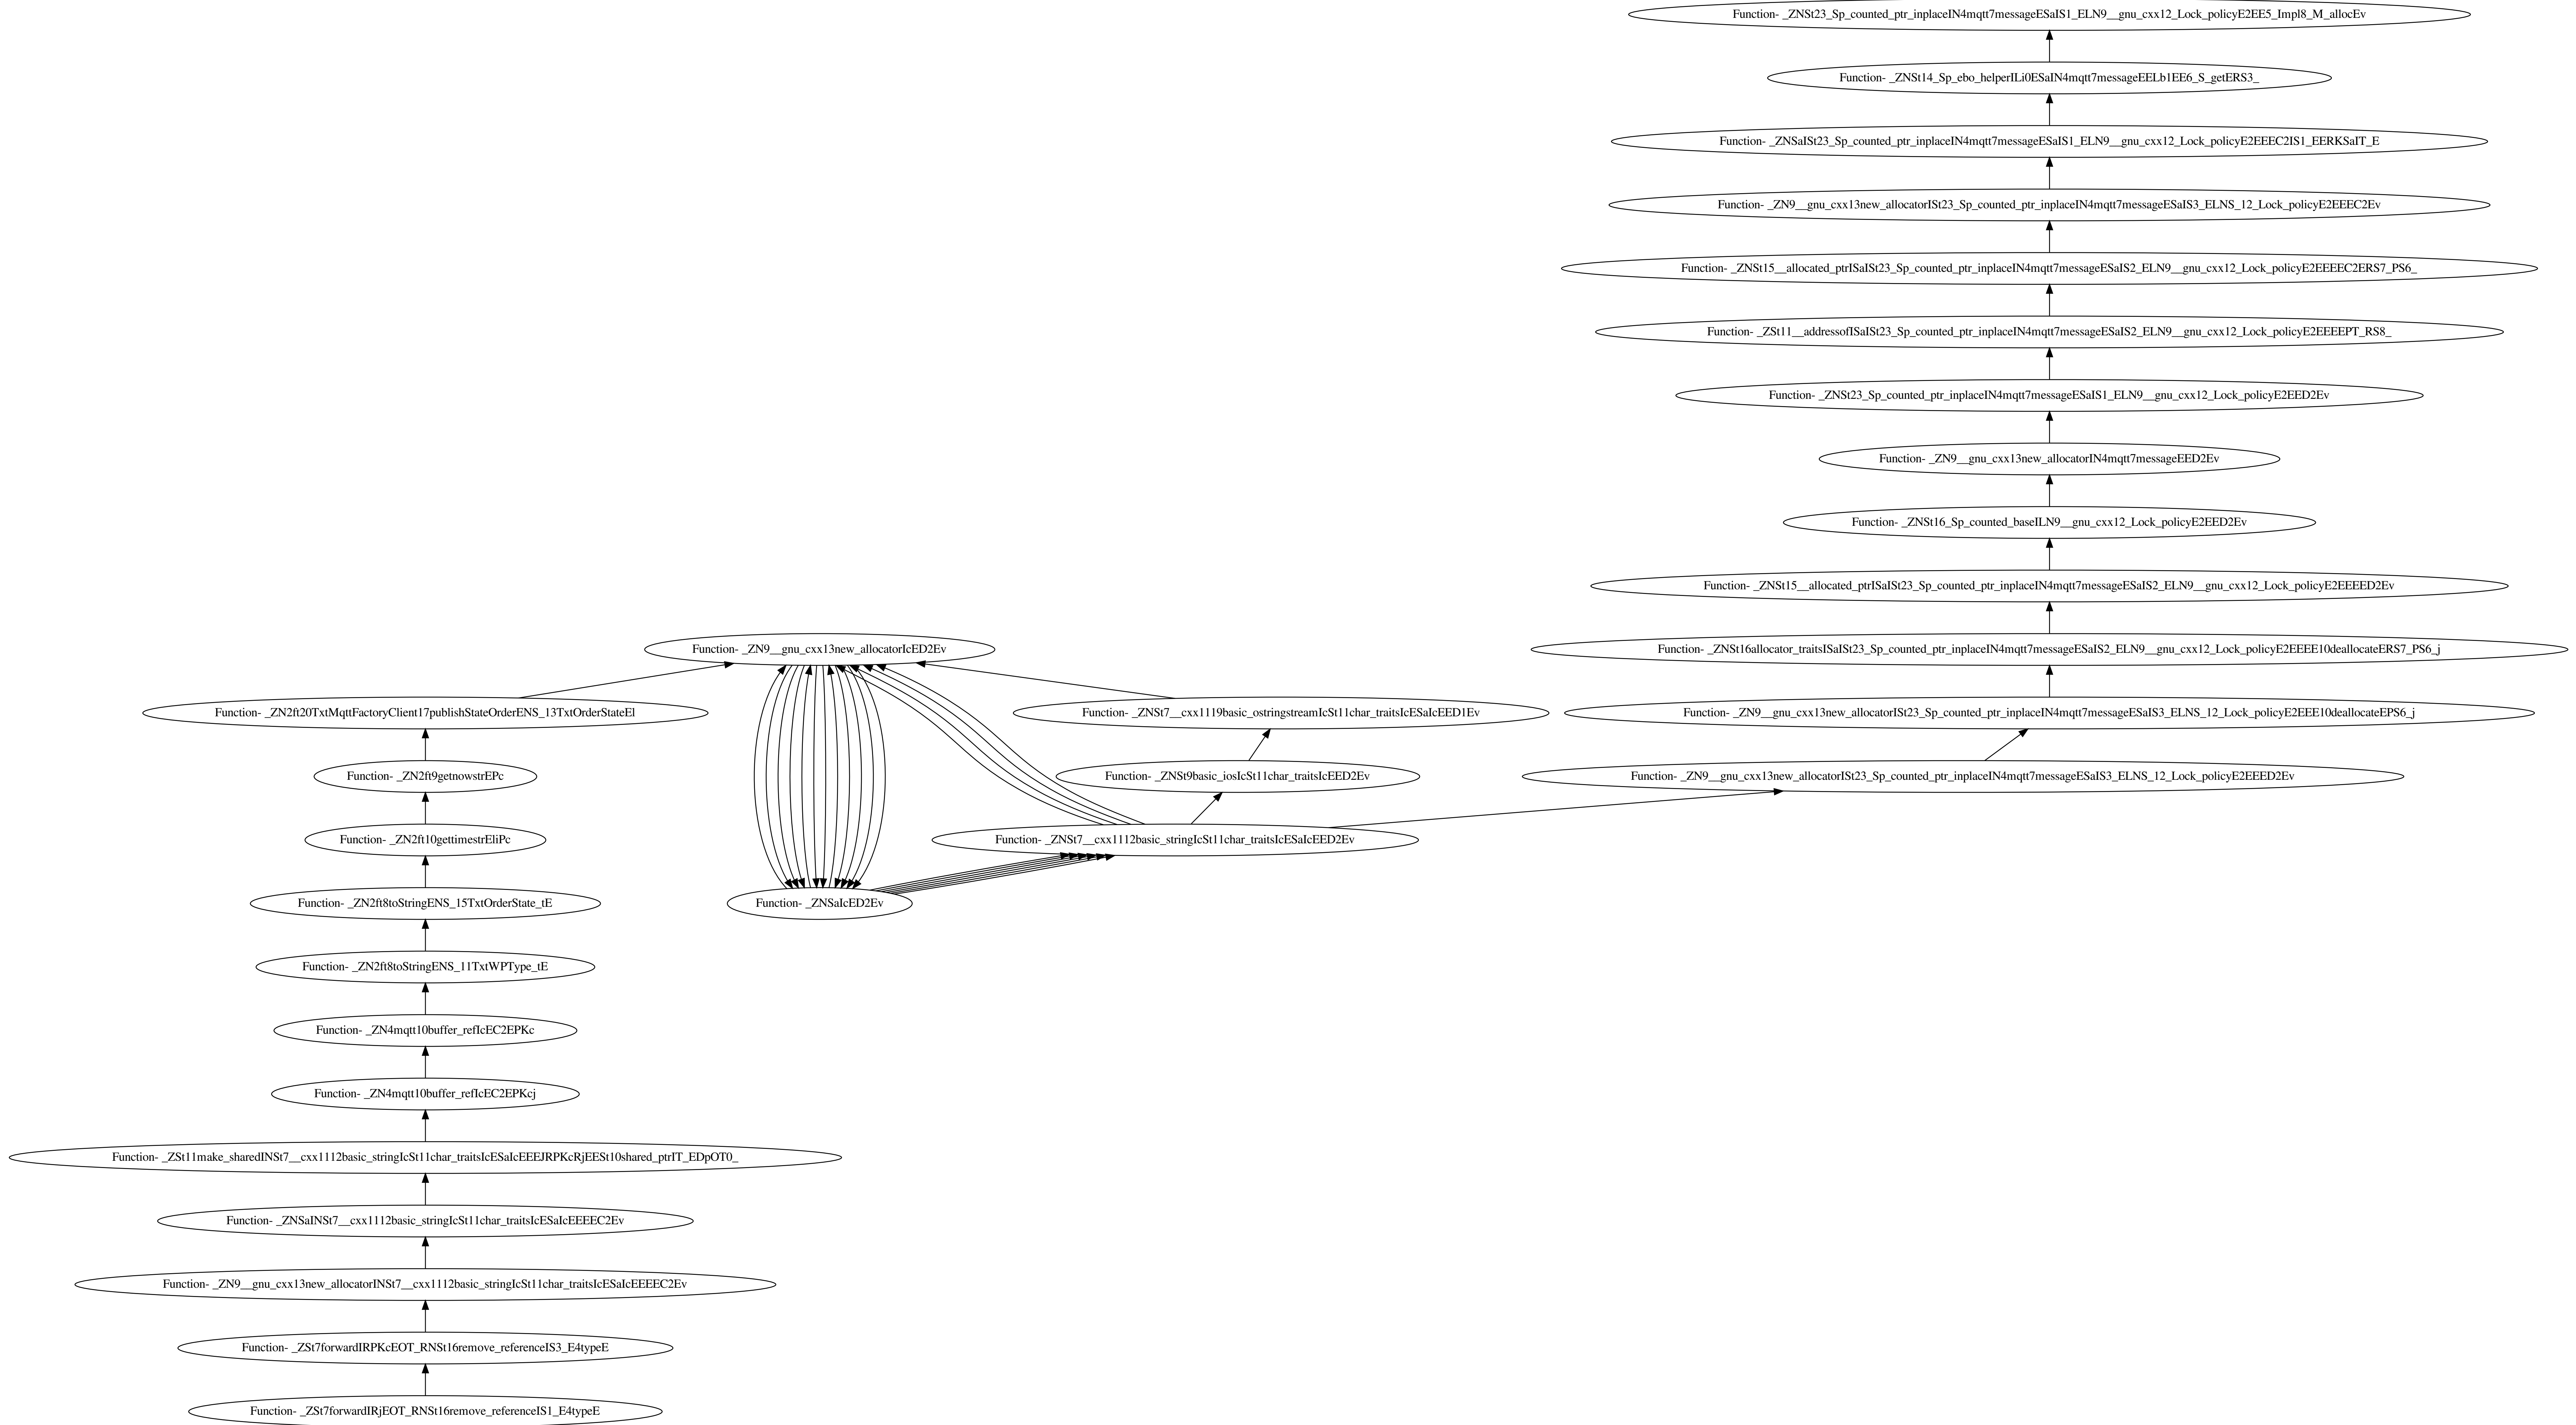 Function- _ZNSt23_Sp_counted_ptr_inplaceIN4mqtt7messageESaIS1_ELN9__gnu_cxx12_Lock_policyE2EE5_Impl8_M_allocEv
Function- _ZNSt14_Sp_ebo_helperILi0ESaIN4mqtt7messageEELb1EE6_S_getERS3_
Function- _ZNSaISt23_Sp_counted_ptr_inplaceIN4mqtt7messageESaIS1_ELN9__gnu_cxx12_Lock_policyE2EEEC2IS1_EERKSaIT_E
Function- _ZN9__gnu_cxx13new_allocatorISt23_Sp_counted_ptr_inplaceIN4mqtt7messageESaIS3_ELNS_12_Lock_policyE2EEEC2Ev
Function- _ZNSt15__allocated_ptrISaISt23_Sp_counted_ptr_inplaceIN4mqtt7messageESaIS2_ELN9__gnu_cxx12_Lock_policyE2EEEEC2ERS7_PS6_
Function- _ZSt11__addressofISaISt23_Sp_counted_ptr_inplaceIN4mqtt7messageESaIS2_ELN9__gnu_cxx12_Lock_policyE2EEEEPT_RS8_
Function- _ZNSt23_Sp_counted_ptr_inplaceIN4mqtt7messageESaIS1_ELN9__gnu_cxx12_Lock_policyE2EED2Ev
Function- _ZN9__gnu_cxx13new_allocatorIN4mqtt7messageEED2Ev
Function- _ZNSt16_Sp_counted_baseILN9__gnu_cxx12_Lock_policyE2EED2Ev
Function- _ZNSt15__allocated_ptrISaISt23_Sp_counted_ptr_inplaceIN4mqtt7messageESaIS2_ELN9__gnu_cxx12_Lock_policyE2EEEED2Ev
Function- _ZN9__gnu_cxx13new_allocatorIcED2Ev
Function- _ZNSt16allocator_traitsISaISt23_Sp_counted_ptr_inplaceIN4mqtt7messageESaIS2_ELN9__gnu_cxx12_Lock_policyE2EEEE10deallocateERS7_PS6_j
Function- _ZN2ft20TxtMqttFactoryClient17publishStateOrderENS_13TxtOrderStateEl
Function- _ZNSt7__cxx1119basic_ostringstreamIcSt11char_traitsIcESaIcEED1Ev
Function- _ZN9__gnu_cxx13new_allocatorISt23_Sp_counted_ptr_inplaceIN4mqtt7messageESaIS3_ELNS_12_Lock_policyE2EEE10deallocateEPS6_j
Function- _ZN2ft9getnowstrEPc
Function- _ZNSt9basic_iosIcSt11char_traitsIcEED2Ev
Function- _ZN9__gnu_cxx13new_allocatorISt23_Sp_counted_ptr_inplaceIN4mqtt7messageESaIS3_ELNS_12_Lock_policyE2EEED2Ev
Function- _ZN2ft10gettimestrEliPc
Function- _ZNSt7__cxx1112basic_stringIcSt11char_traitsIcESaIcEED2Ev
Function- _ZN2ft8toStringENS_15TxtOrderState_tE
Function- _ZNSaIcED2Ev
Function- _ZN2ft8toStringENS_11TxtWPType_tE
Function- _ZN4mqtt10buffer_refIcEC2EPKc
Function- _ZN4mqtt10buffer_refIcEC2EPKcj
Function- _ZSt11make_sharedINSt7__cxx1112basic_stringIcSt11char_traitsIcESaIcEEEJRPKcRjEESt10shared_ptrIT_EDpOT0_
Function- _ZNSaINSt7__cxx1112basic_stringIcSt11char_traitsIcESaIcEEEEC2Ev
Function- _ZN9__gnu_cxx13new_allocatorINSt7__cxx1112basic_stringIcSt11char_traitsIcESaIcEEEEC2Ev
Function- _ZSt7forwardIRPKcEOT_RNSt16remove_referenceIS3_E4typeE
Function- _ZSt7forwardIRjEOT_RNSt16remove_referenceIS1_E4typeE